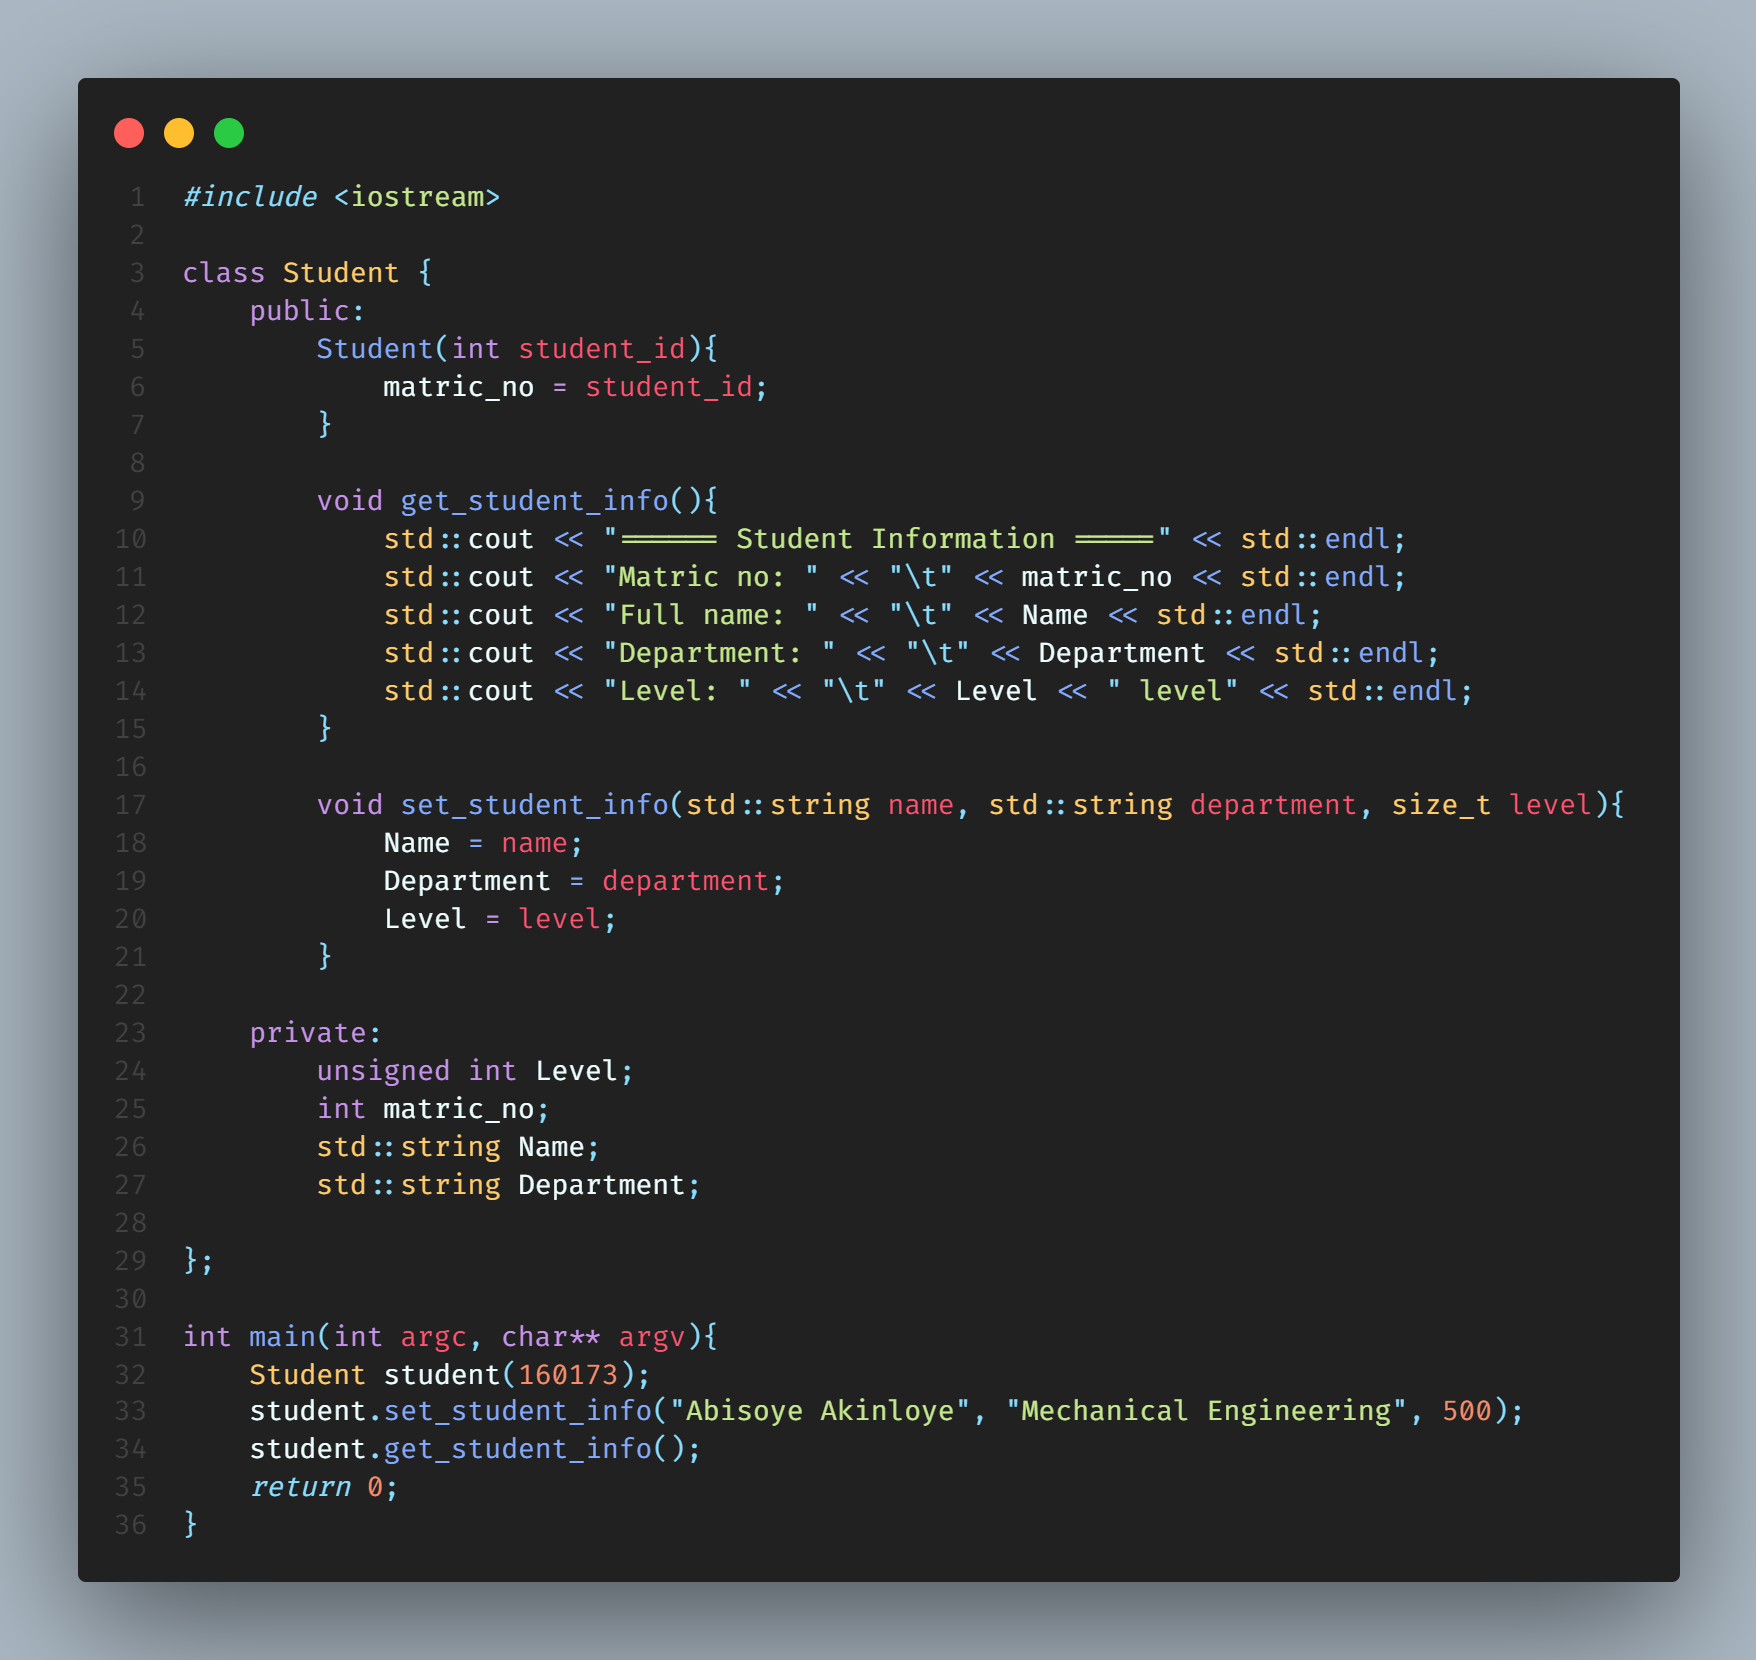 1 #include <iostream>
2
3 class Student {
4     public:
5         Student(int student_id){
6             matric_no = student_id;
7         }
8
9         void get_student_info(){
10             std::cout << "====== Student Information =====" << std::endl;
11             std::cout << "Matric no: " << "\t" << matric_no << std::endl;
12             std::cout << "Full name: " << "\t" << Name << std::endl;
13             std::cout << "Department: " << "\t" << Department << std::endl;
14             std::cout << "Level: " << "\t" << Level << " level" << std::endl;
15         }
16
17         void set_student_info(std::string name, std::string department, size_t level){
18             Name = name;
19             Department = department;
20             Level = level;
21         }
22
23     private:
24         unsigned int Level;
25         int matric_no;
26         std::string Name;
27         std::string Department;
28
29 };
30
31 int main(int argc, char** argv){
32     Student student(160173);
33     student.set_student_info("Abisoye Akinloye", "Mechanical Engineering", 500);
34     student.get_student_info();
35     return 0;
36 }